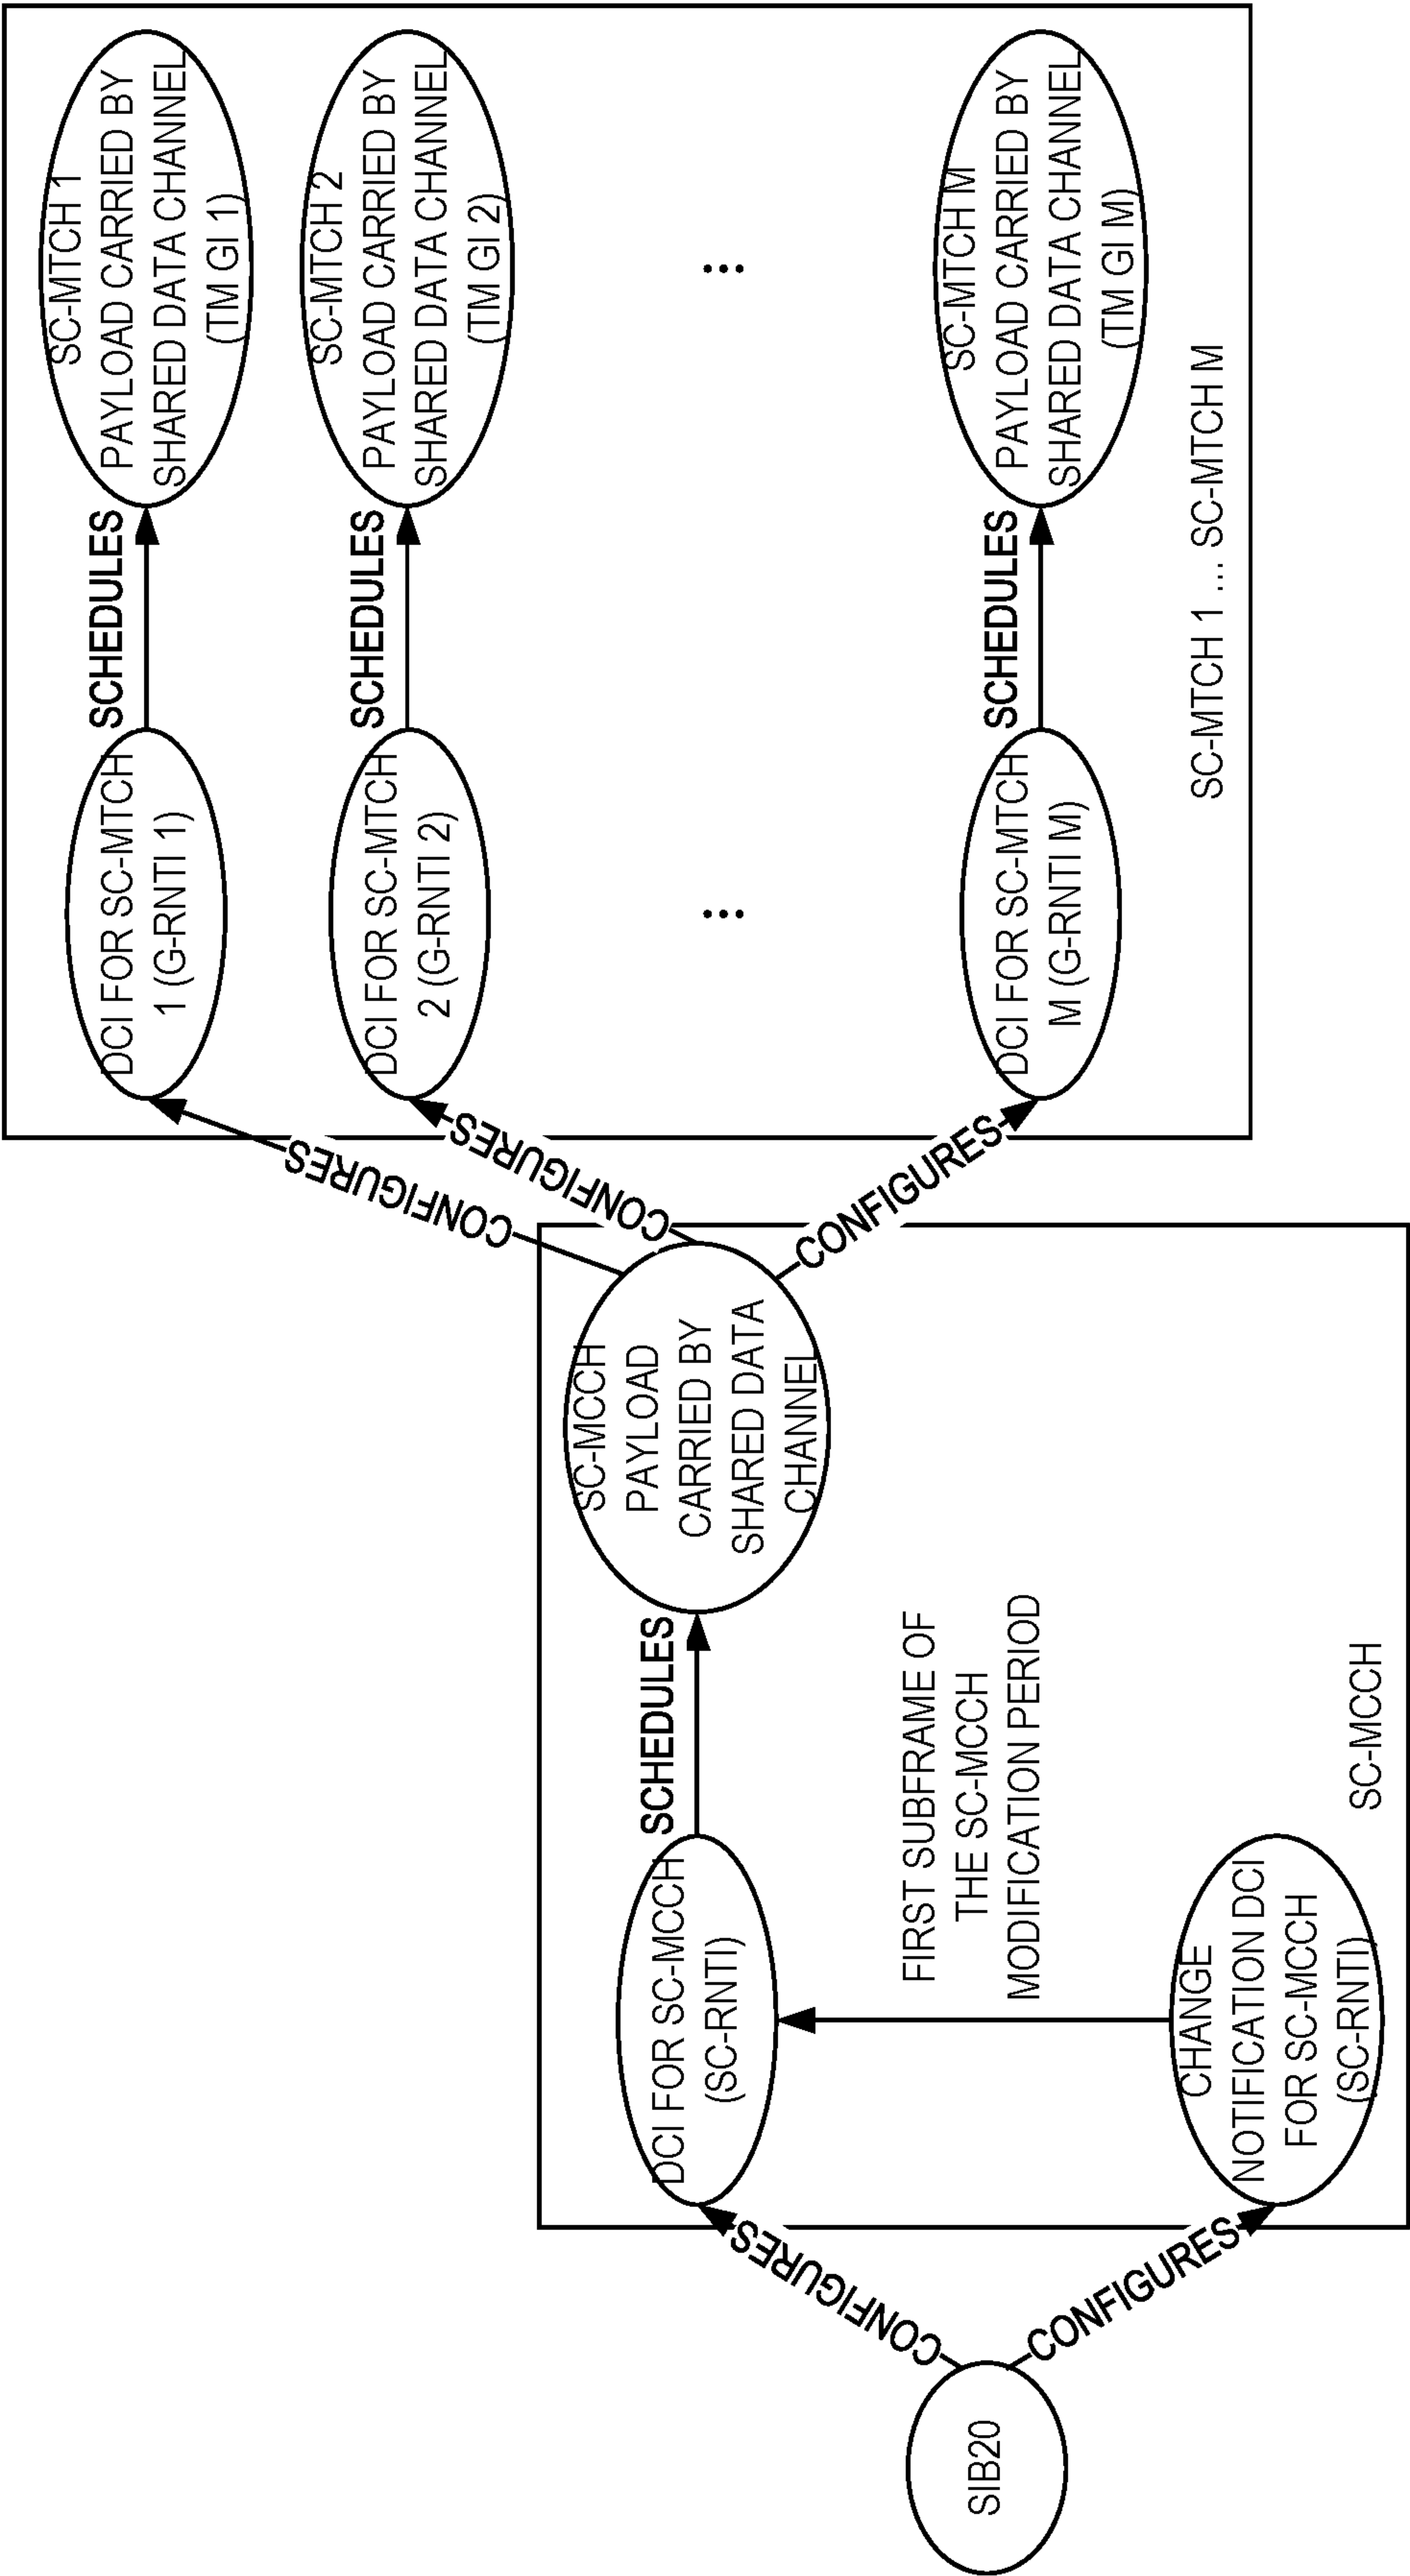 SIB20
CONFIGURES
CONFIGURES
DCI FOR SC-MCCH
(SC-RNTI)
CHANGE
NOTIFICATION DCI
FOR SC-MCCH
(SC-RNTI)
FIRST SUBFRAME OF
THE SC-MCCH
MODIFICATION PERIOD
SCHEDULES
SC-MCCH
PAYLOAD
CARRIED BY
SHARED DATA
CHANNEL
SC-MCCH
CONFIGURES
CONFIGURES
CONFIGURES
DCI FOR SC-MTCH
1 (G-RNTI 1)
SCHEDULES
SC-MTCH 1
PAYLOAD CARRIED BY
SHARED DATA CHANNEL
(TM GI 1)
DCI FOR SC-MTCH
2 (G-RNTI 2)
SCHEDULES
SC-MTCH 2
PAYLOAD CARRIED BY
SHARED DATA CHANNEL
(TM GI 2)
...
...
DCI FOR SC-MTCH
M (G-RNTI M)
SCHEDULES
SC-MTCH M
PAYLOAD CARRIED BY
SHARED DATA CHANNEL
(TM GI M)
SC-MTCH 1 ... SC-MTCH M